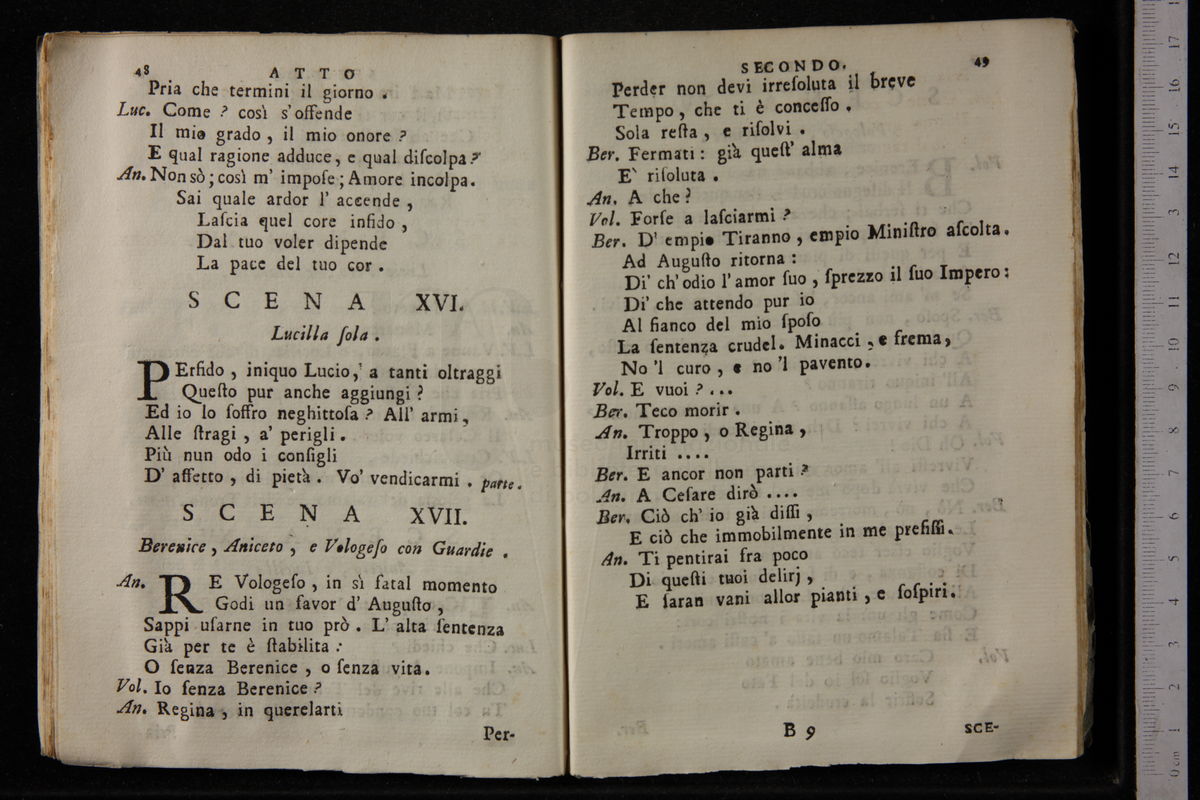 48
ATTO
Pria che termini il giorno .
Luc. Come ? così s'offende
Il mio grado , il mio onore ?
E qual ragione adduce, e qual diſcolpa ?
An. Non sò ; così m' impoſe ; Amore incolpa.
Sai quale ardor l' accende ,
Laſcia quel core infido ,
Dal tuo voler dipende
La pace del tuo cor .
SCENA XVI.
Lucilla ſola .
PErfido , iniquo Lucio, a tanti oltraggi
Queſto pur anche aggiungi ?
Ed io lo ſoffro neghittoſa ? All' armi ,
Alle ſtragi , a' perigli .
Più nun odo i conſigli
D' affetto , di pietà . Vo' vendicarmi . parte.
SCENA XVII.
Berenice , Aniceto , e Vologeſo con Guardie .
An. RE Vologeſo , in sì fatal momento
Godi un favor d' Auguſto ,
Sappi uſarne in tuo prò . L' alta ſentenza
Già per te è ſtabilita :
O ſenza Berenice , o ſenza vita.
Vol. Io ſenza Berenice ?
An. Regina , in querelarti
Per-
SECONDO.
49
Perder non devi irreſoluta il breve
Tempo , che ti è conceſſo .
Sola reſta , e riſolvi .
Ber. Fermati : già queſt' alma
E' riſoluta .
An. A che ?
Vol. Forſe a laſciarmi ?
Ber. D' empio Tiranno , empio Miniſtro aſcolta.
Ad Auguſto ritorna :
Di' ch' odio l'amor ſuo , ſprezzo il ſuo Impero :
Di' che attendo pur io
Al fianco del mio ſpoſo
La ſentenza crudel. Minacci , e frema ,
No 'l curo , e no 'l pavento.
Vol. E vuoi ? ...
Ber. Teco morir .
An. Troppo , o Regina ,
Irriti ....
Ber. E ancor non parti ?
An. A Ceſare dirò ....
Ber. Ciò ch' io già diſſi ,
E ciò che immobilmente in me prefiſſi.
An. Ti pentirai fra poco
Di queſti tuoi delirj ,
E ſaran vani allor pianti , e ſoſpiri.
B 9
SCE-